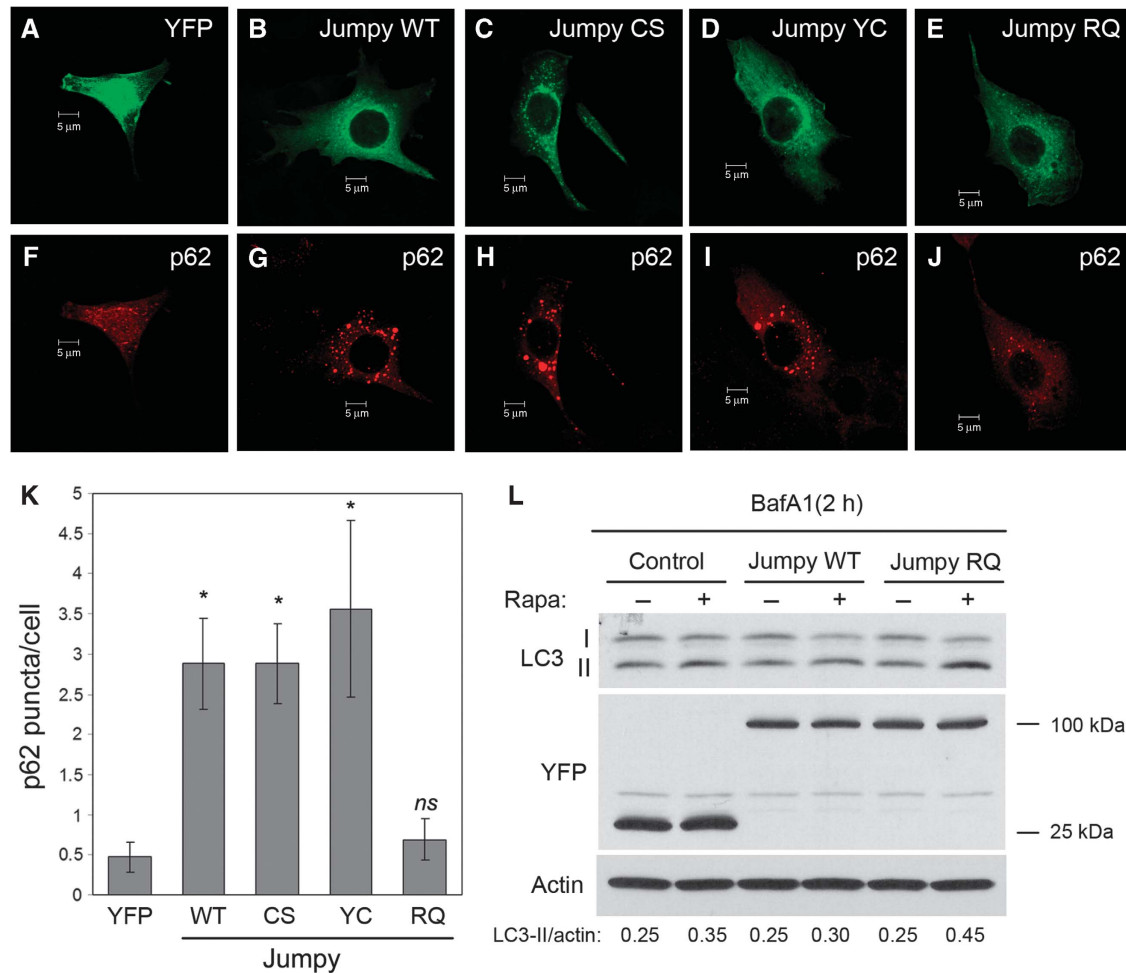 A YFP
B Jumpy WT
C Jumpy CS
D Jumpy YC
E Jumpy RQ
5 µm
5 µm
5 µm
5 µm
5 µm
F p62
G p62
H p62
I p62
J p62
5 µm
5 µm
5 µm
5 µm
5 µm
K
p62 puncta/cell
5
4.5
4
3.5
3
2.5
2
1.5
1
0.5
0
*
*
*
ns
YFP WT CS YC RQ
Jumpy
L
BafA1(2 h)
Control Jumpy WT Jumpy RQ
Rapa: – + – + – +
LC3 I
II
YFP
100 kDa
25 kDa
Actin
LC3-II/actin: 0.25 0.35 0.25 0.30 0.25 0.45